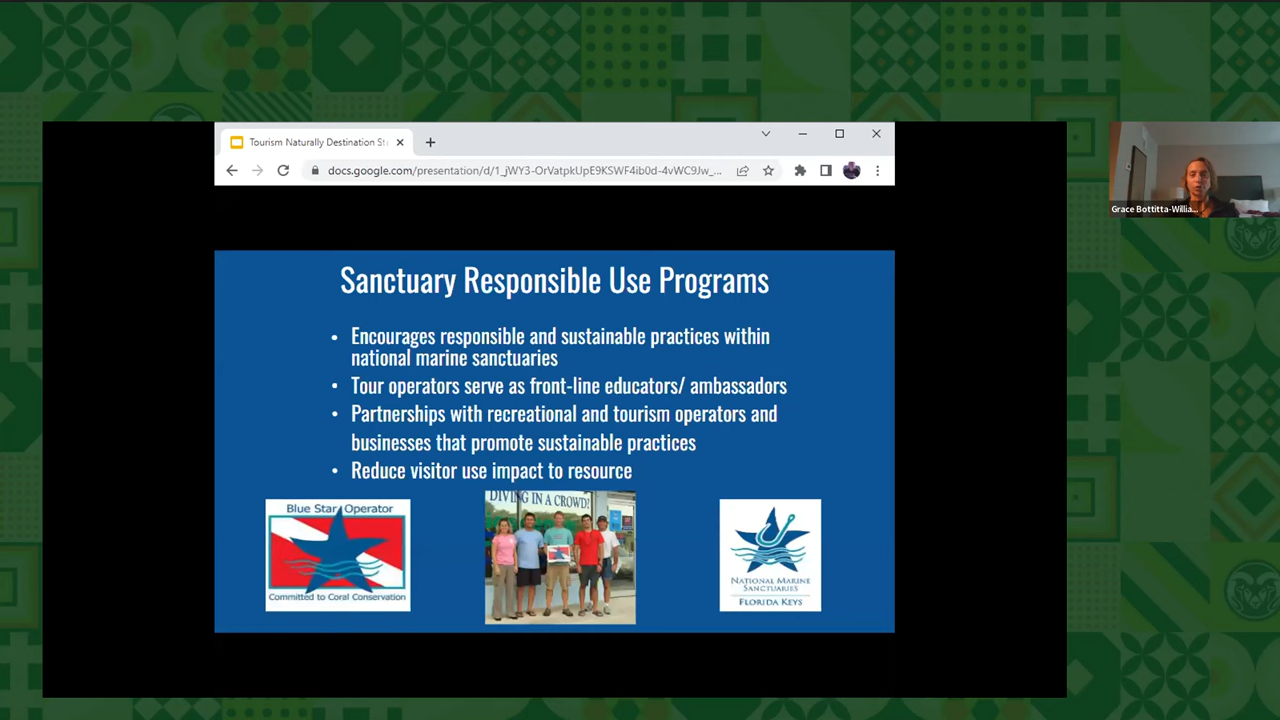 Tourism Naturally Destination St
docs.google.com/presentation/d/1_jWY3-OrVatpkUpE9KSWF4ib0d-4vWC9Jw_...
Grace Bottitta-Willia...
Sanctuary Responsible Use Programs
• Encourages responsible and sustainable practices within
national marine sanctuaries
• Tour operators serve as front-line educators/ ambassadors
• Partnerships with recreational and tourism operators and
businesses that promote sustainable practices
• Reduce visitor use impact to resource
Blue Star Operator
Committed to Coral Conservation
DIVING IN A CROWD?
NATIONAL MARINE
SANCTUARIES
FLORIDA KEYS